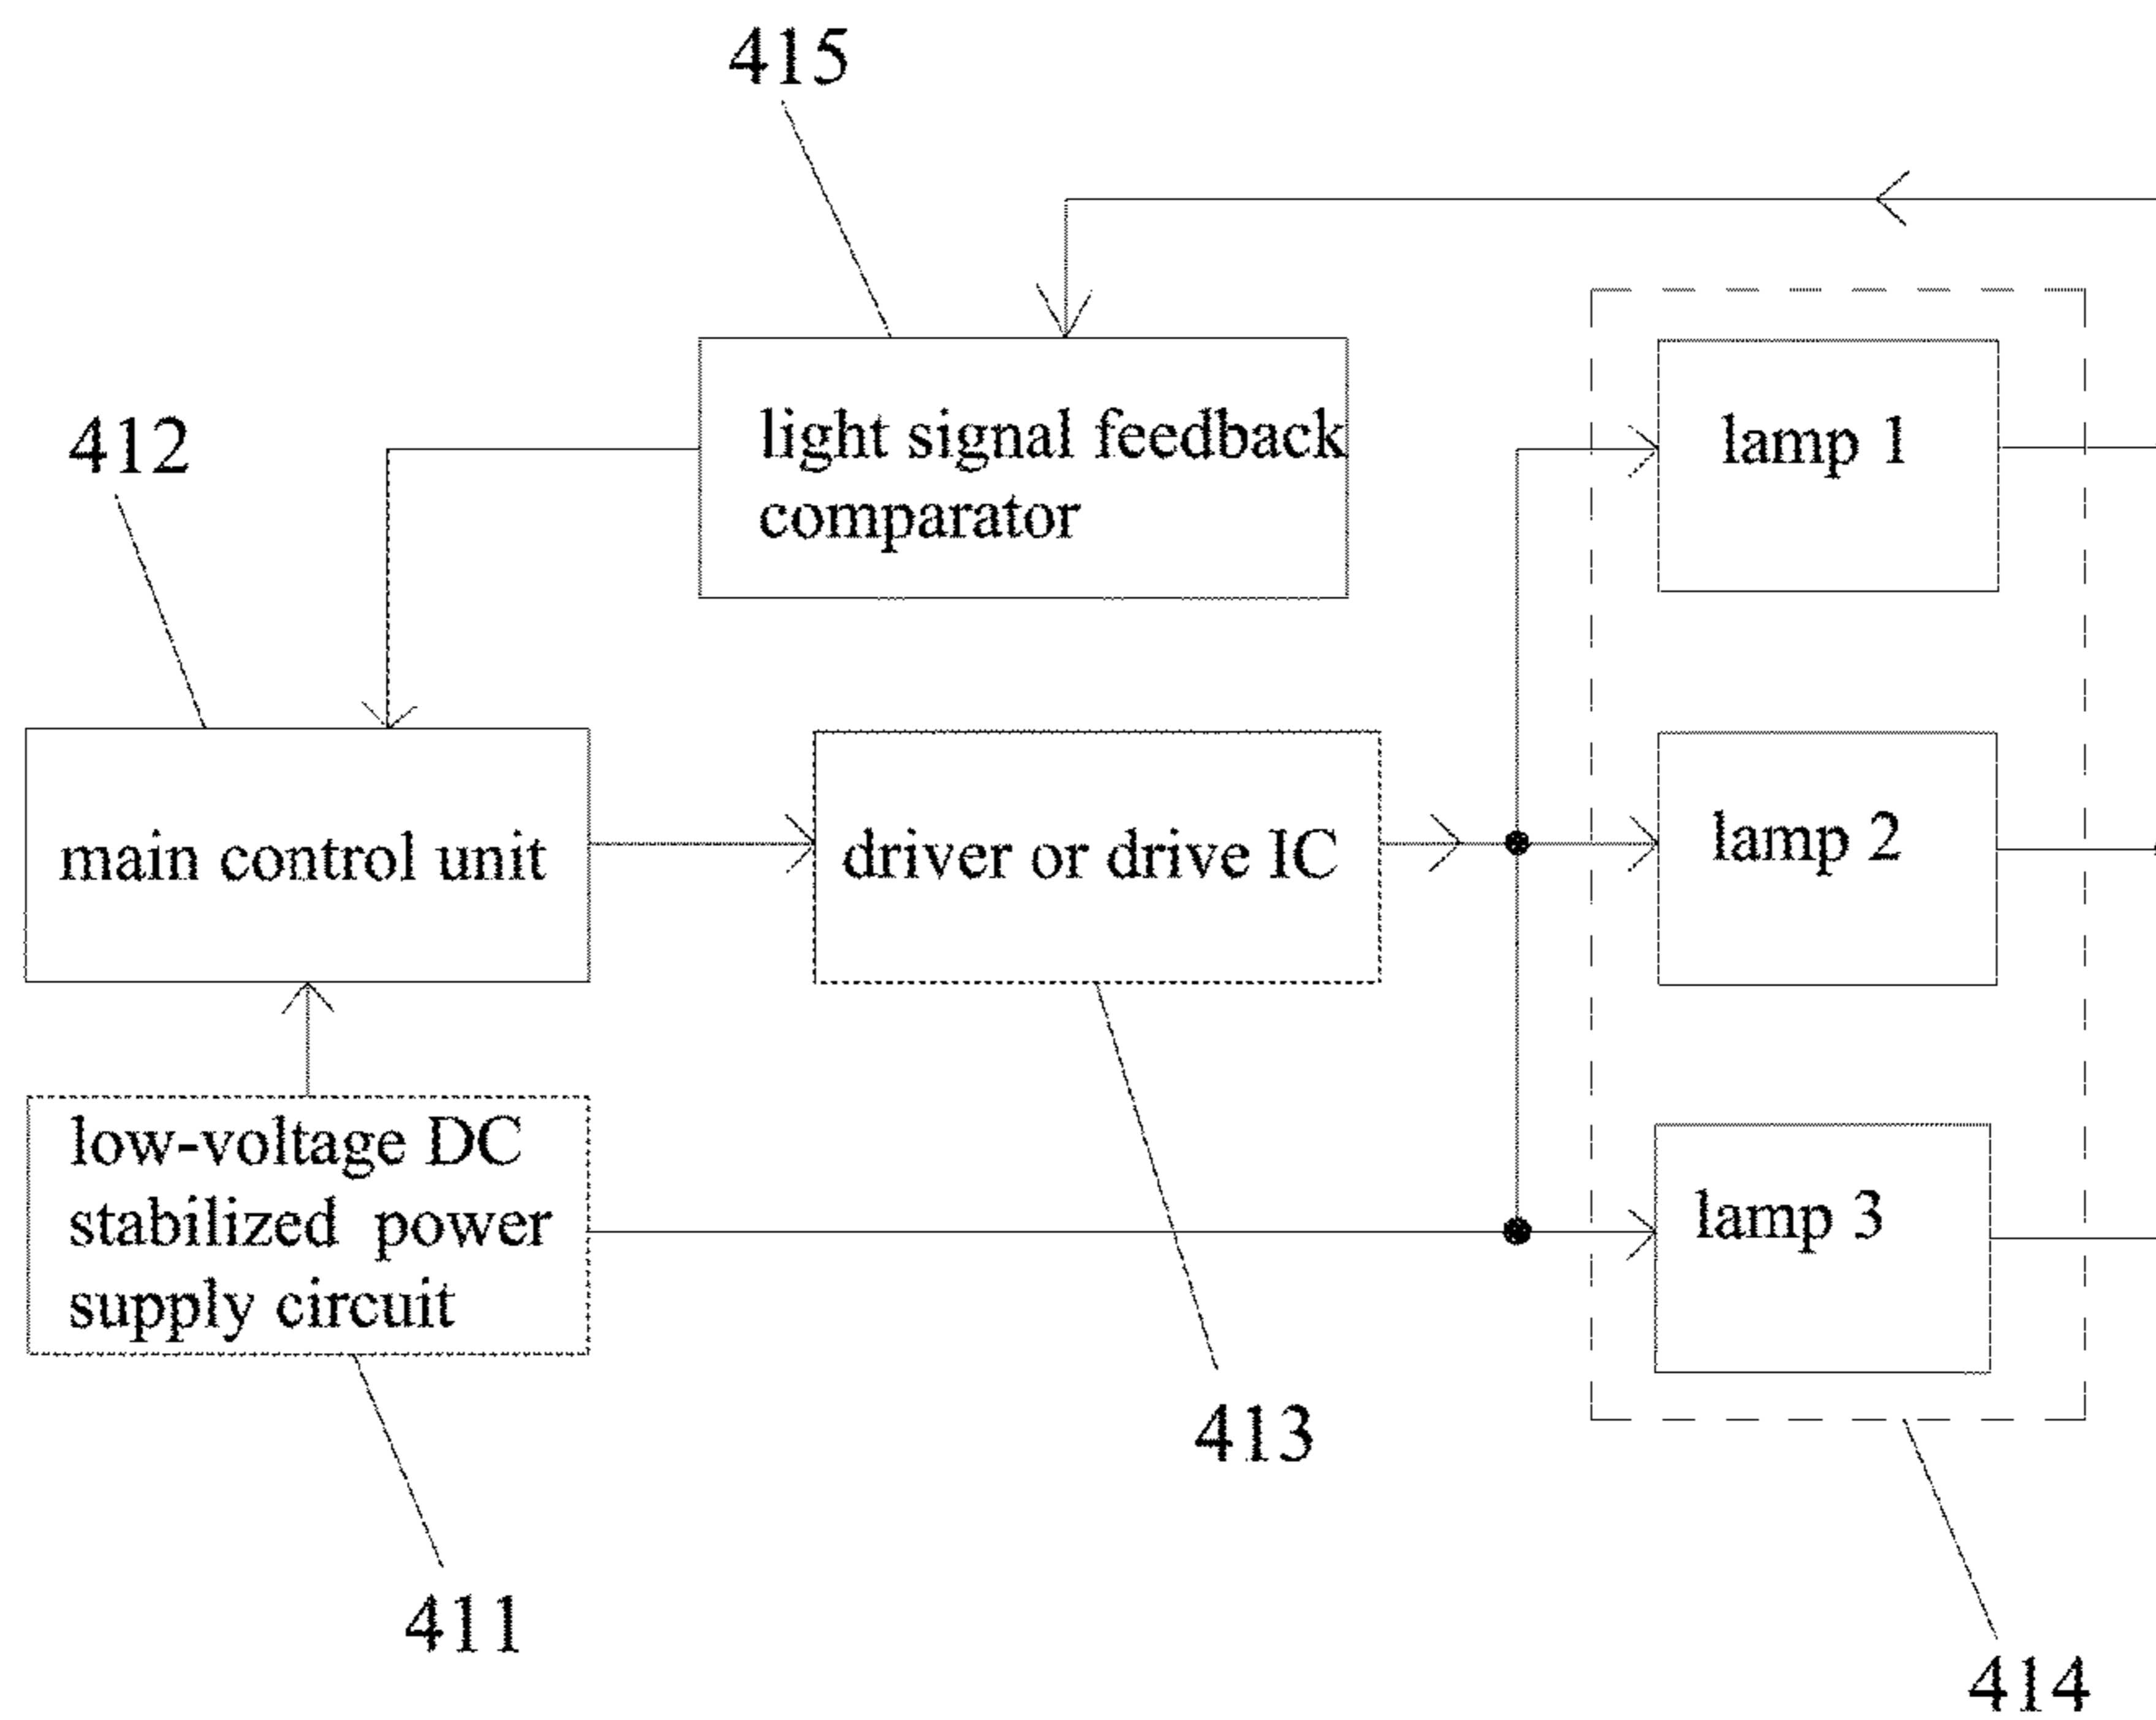 415
412
light signal feedback
comparator
lamp 1
main control unit
driver or drive IC
lamp 2
low-voltage DC
stabilized power
supply circuit
lamp 3
413
411
414